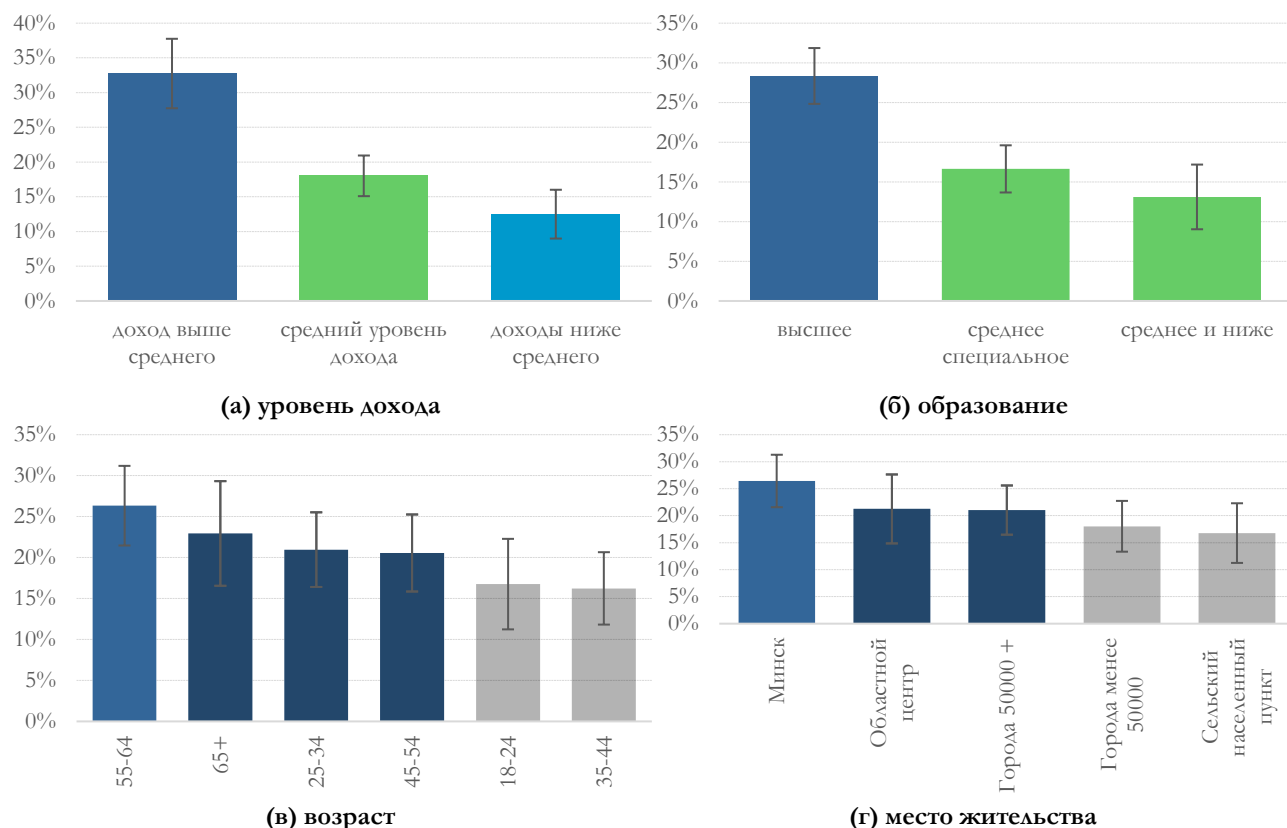 40%
35%
30%
25%
20%
15%
10%
5%
0%
доход выше
среднего
средний уровень
дохода
доходы ниже
среднего
(а) уровень дохода
35%
30%
25%
20%
15%
10%
5%
0%
высшее
среднее
специальное
среднее и ниже
(б) образование
35%
30%
25%
20%
15%
10%
5%
0%
55-64
65+
25-34
45-54
18-24
35-44
(в) возраст
35%
30%
25%
20%
15%
10%
5%
0%
Минск
Областной
центр
Города 50000 +
Города менее
50000
Сельский
населенный
пункт
(г) место жительства